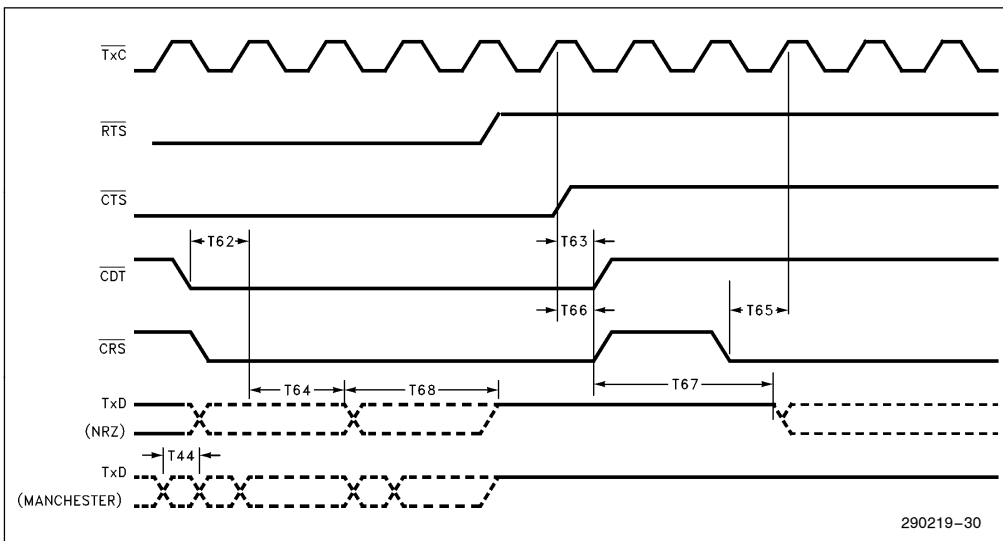 TxC
RTS
CTS
T62
T63
CDT
T66
T65
CRS
T64
T68
T67
TxD
(NRZ)
T44
TxD
(MANCHESTER)
290219-30